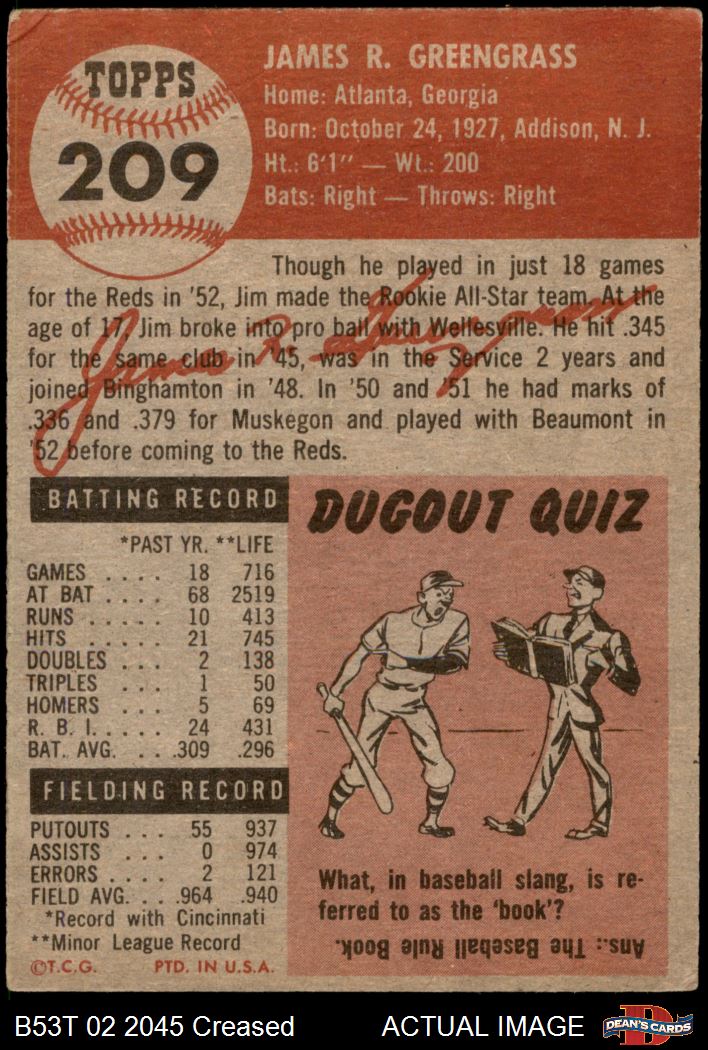 TOPPS
209
JAMES R. GREENGRASS
Home: Atlanta, Georgia
Born: October 24, 1927, Addison, N. J.
Ht.: 6'1" — Wt.: 200
Bats: Right — Throws: Right
Though he played in just 18 games
for the Reds in '52, Jim made the Rookie All-Star team. At the
age of 17, Jim broke into pro ball with Wellesville. He hit .345
for the same club in '45, was in the Service 2 years and
joined Binghamton in '48. In '50 and '51 he had marks of
.336 and .379 for Muskegon and played with Beaumont in
'52 before coming to the Reds.
James R. Greengrass
BATTING RECORD
*PAST YR. **LIFE
GAMES .... 18 716
AT BAT .... 68 2519
RUNS ..... 10 413
HITS ..... 21 745
DOUBLES ... 2 138
TRIPLES ... 1 50
HOMERS ... 5 69
R. B. I. .... 24 431
BAT. AVG. ... .309 .296
FIELDING RECORD
PUTOUTS ... 55 937
ASSISTS ... 0 974
ERRORS .... 2 121
FIELD AVG. ... .964 .940
*Record with Cincinnati
**Minor League Record
©T.C.G. PTD. IN U.S.A.
DUGOUT QUIZ
What, in baseball slang, is re-
ferred to as the 'book'?
Ans.: The Baseball Rule Book.
B53T 02 2045 Creased ACTUAL IMAGE
D
DEAN'S CARDS